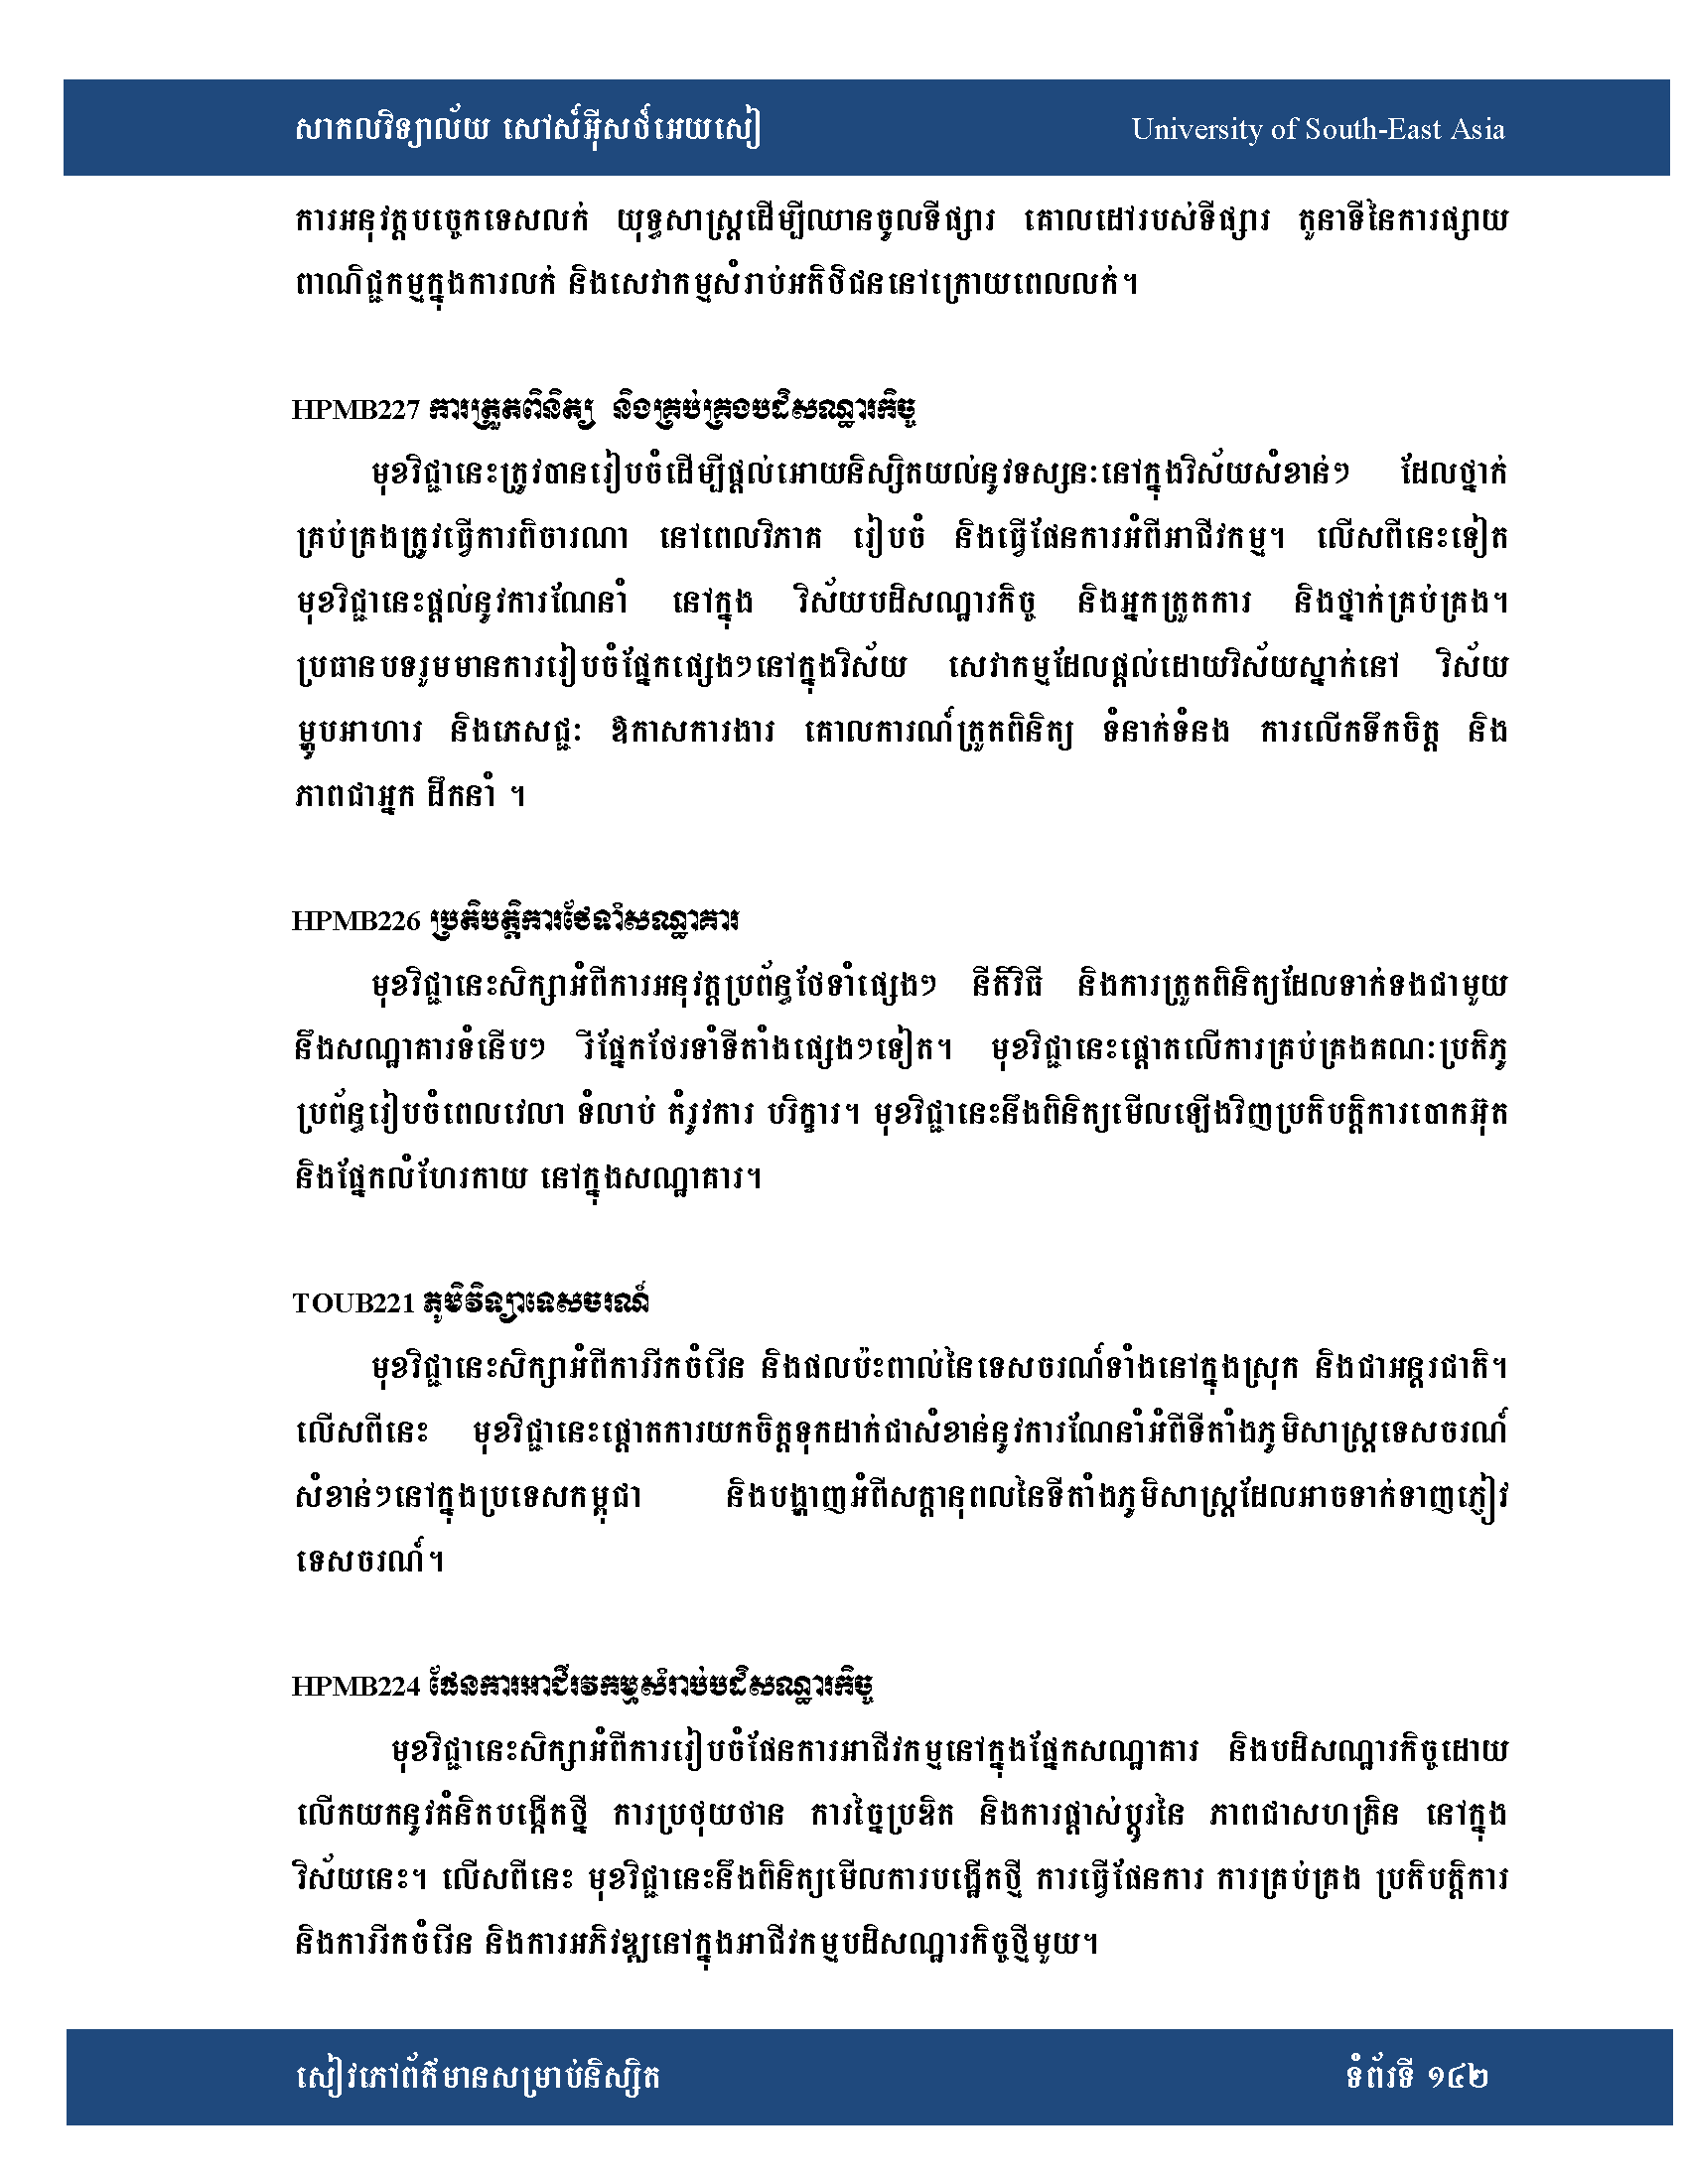 សាកលវិទ្យាល័យ សៅស៍អ៊ីសថ៍អេយសៀ University of South-East Asia
ការអនុវត្តបច្ចេកទេសលក់ យុទ្ធសាស្ត្រដើម្បីឈានចូលទីផ្សារ គោលដៅរបស់ទីផ្សារ តួនាទីនៃការផ្សាយ
ពាណិជ្ជកម្មក្នុងការលក់ និងសេវាកម្មសំរាប់អតិថិជននៅក្រោយពេលលក់។
HPMB227 ការត្រួតពិនិត្យ និងគ្រប់គ្រងបដិសណ្ឋារកិច្ច
មុខវិជ្ជានេះត្រូវបានរៀបចំដើម្បីផ្តល់អោយនិស្សិតយល់នូវទស្សនៈនៅក្នុងវិស័យសំខាន់ៗ ដែលថ្នាក់
គ្រប់គ្រងត្រូវធ្វើការពិចារណា នៅពេលវិភាគ រៀបចំ និងធ្វើផែនការអំពីអាជីវកម្ម។ លើសពីនេះទៀត
មុខវិជ្ជានេះផ្តល់នូវការណែនាំ នៅក្នុង វិស័យបដិសណ្ឋារកិច្ច និងអ្នកត្រួតការ និងថ្នាក់គ្រប់គ្រង។
ប្រធានបទរួមមានការរៀបចំផ្នែកផ្សេងៗនៅក្នុងវិស័យ សេវាកម្មដែលផ្តល់ដោយវិស័យស្នាក់នៅ វិស័យ
ម្ហូបអាហារ និងភេសជ្ជៈ ឱកាសការងារ គោលការណ៍ត្រួតពិនិត្យ ទំនាក់ទំនង ការលើកទឹកចិត្ត និង
ភាពជាអ្នក ដឹកនាំ ។
HPMB226 ប្រតិបត្តិការថែទាំសណ្ឋាគារ
មុខវិជ្ជានេះសិក្សាអំពីការអនុវត្តប្រព័ន្ធថែទាំផ្សេងៗ នីតិវិធី និងការត្រួតពិនិត្យដែលទាក់ទងជាមួយ
នឹងសណ្ឋាគារទំនើបៗ រីផ្នែកថែរទាំទីតាំងផ្សេងៗទៀត។ មុខវិជ្ជានេះផ្តោតលើការគ្រប់គ្រងគណៈប្រតិភូ
ប្រព័ន្ធរៀបចំពេលវេលា ទំលាប់ តំរូវការ បរិក្ខារ។ មុខវិជ្ជានេះនឹងពិនិត្យមើលឡើងវិញប្រតិបត្តិការបោកអ៊ុត
និងផ្នែកលំហែរកាយ នៅក្នុងសណ្ឋាគារ។
TOUB221 ភូមិវិទ្យាទេសចរណ៍
មុខវិជ្ជានេះសិក្សាអំពីការរីកចំរើន និងផលប៉ះពាល់នៃទេសចរណ៍ទាំងនៅក្នុងស្រុក និងជាអន្តរជាតិ។
លើសពីនេះ មុខវិជ្ជានេះផ្តោតការយកចិត្តទុកដាក់ជាសំខាន់នូវការណែនាំអំពីទីតាំងភូមិសាស្ត្រទេសចរណ៍
សំខាន់ៗនៅក្នុងប្រទេសកម្ពុជា និងបង្ហាញអំពីសក្តានុពលនៃទីតាំងភូមិសាស្ត្រដែលអាចទាក់ទាញភ្ញៀវ
ទេសចរណ៍។
HPMB224 ផែនការអាជីរវកម្មសំរាប់បដិសណ្ឋារកិច្ច
មុខវិជ្ជានេះសិក្សាអំពីការរៀបចំផែនការអាជីវកម្មនៅក្នុងផ្នែកសណ្ឋាគារ និងបដិសណ្ឋារកិច្ចដោយ
លើកយកនូវគំនិតបង្កើតថ្នី ការប្រថុយថាន ការច្នៃប្រឌិត និងការផ្តាស់ប្តូរនៃ ភាពជាសហគ្រិន នៅក្នុង
វិស័យនេះ។ លើសពីនេះ មុខវិជ្ជានេះនឹងពិនិត្យមើលការបង្កើតថ្មី ការធ្វើផែនការ ការគ្រប់គ្រង ប្រតិបត្តិការ
និងការរីកចំរើន និងការអភិវឌ្ឍនៅក្នុងអាជីវកម្មបដិសណ្ឋារកិច្ចថ្មីមួយ។
សៀវភៅព័ត៌មានសម្រាប់និស្សិត ទំព័រទី ១៤២